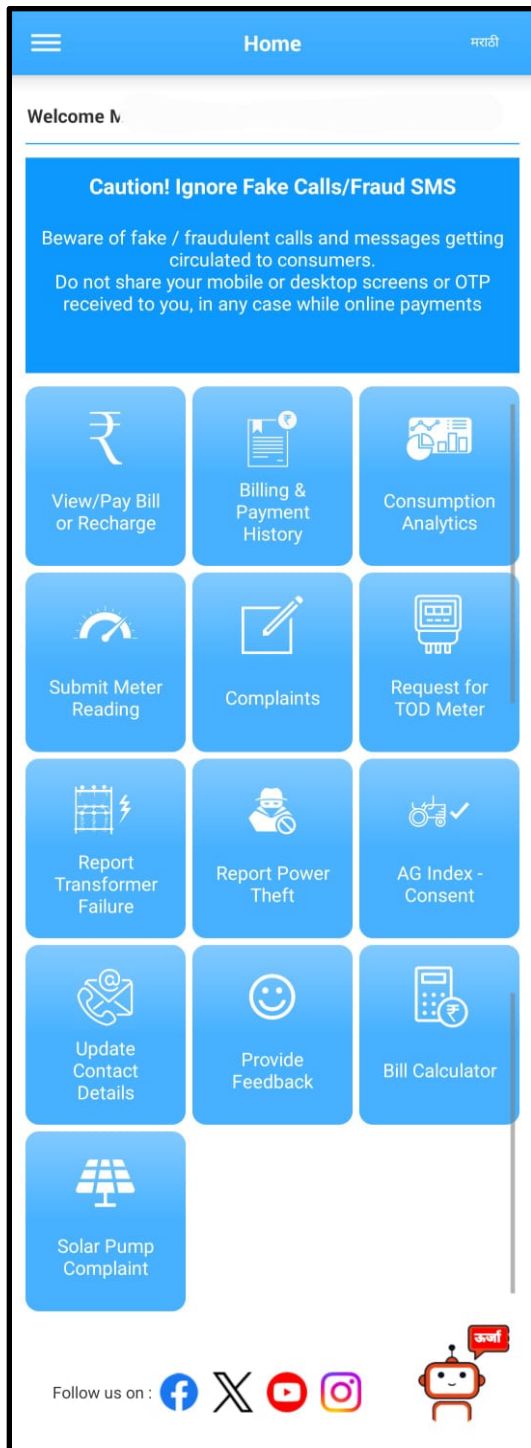 Home
मराठी
Welcome M
Caution! Ignore Fake Calls/Fraud SMS
Beware of fake / fraudulent calls and messages getting
circulated to consumers.
Do not share your mobile or desktop screens or OTP
received to you, in any case while online payments
₹
View/Pay Bill
or Recharge
₹
Billing &
Payment
History
Consumption
Analytics
Submit Meter
Reading
Complaints
Request for
TOD Meter
Report
Transformer
Failure
Report Power
Theft
AG Index -
Consent
@
Update
Contact
Details
Provide
Feedback
₹
Bill Calculator
Solar Pump
Complaint
ऊर्जा
Follow us on :